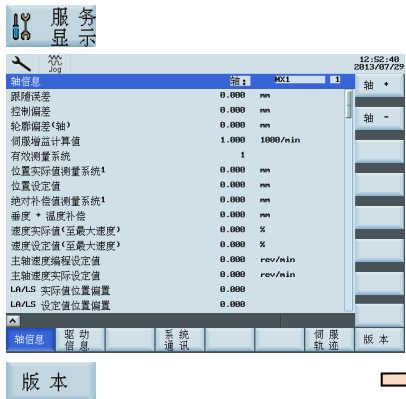 服务
显示
Jog
12:52:40
2013/07/29
轴信息 轴: MX1 1
轴 +
跟随误差 0.000 mm
控制偏差 0.000 mm
轴 -
轮廓偏差(轴) 0.000 mm
伺服增益计算值 1.000 1000/min
有效测量系统 1
位置实际值测量系统1 0.000 mm
位置设定值 0.000 mm
绝对补偿值测量系统1 0.000 mm
垂度 + 温度补偿 0.000 mm
速度实际值(至最大速度) 0.000 %
速度设定值(至最大速度) 0.000 %
主轴速度编程设定值 0.000 rev/min
主轴速度实际设定值 0.000 rev/min
LA/LS 实际值位置偏置 0.000
LA/LS 设定值位置偏置 0.000
轴信息 驱动信息 系统通讯 伺服轨迹 版本
版本